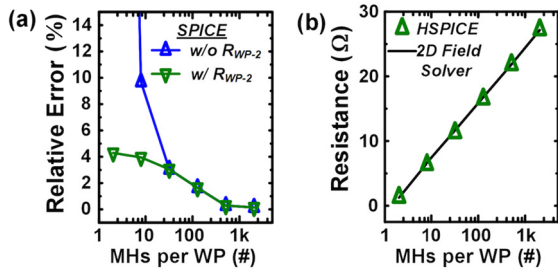 (a)
SPICE
w/o RWP-2
w/ RWP-2
Relative Error (%)
14
12
10
8
6
4
2
0
1 10 100 1k
MHs per WP (#)
(b)
HSPICE
2D Field
Solver
Resistance (Ω)
30
20
10
0
1 10 100 1k
MHs per WP (#)